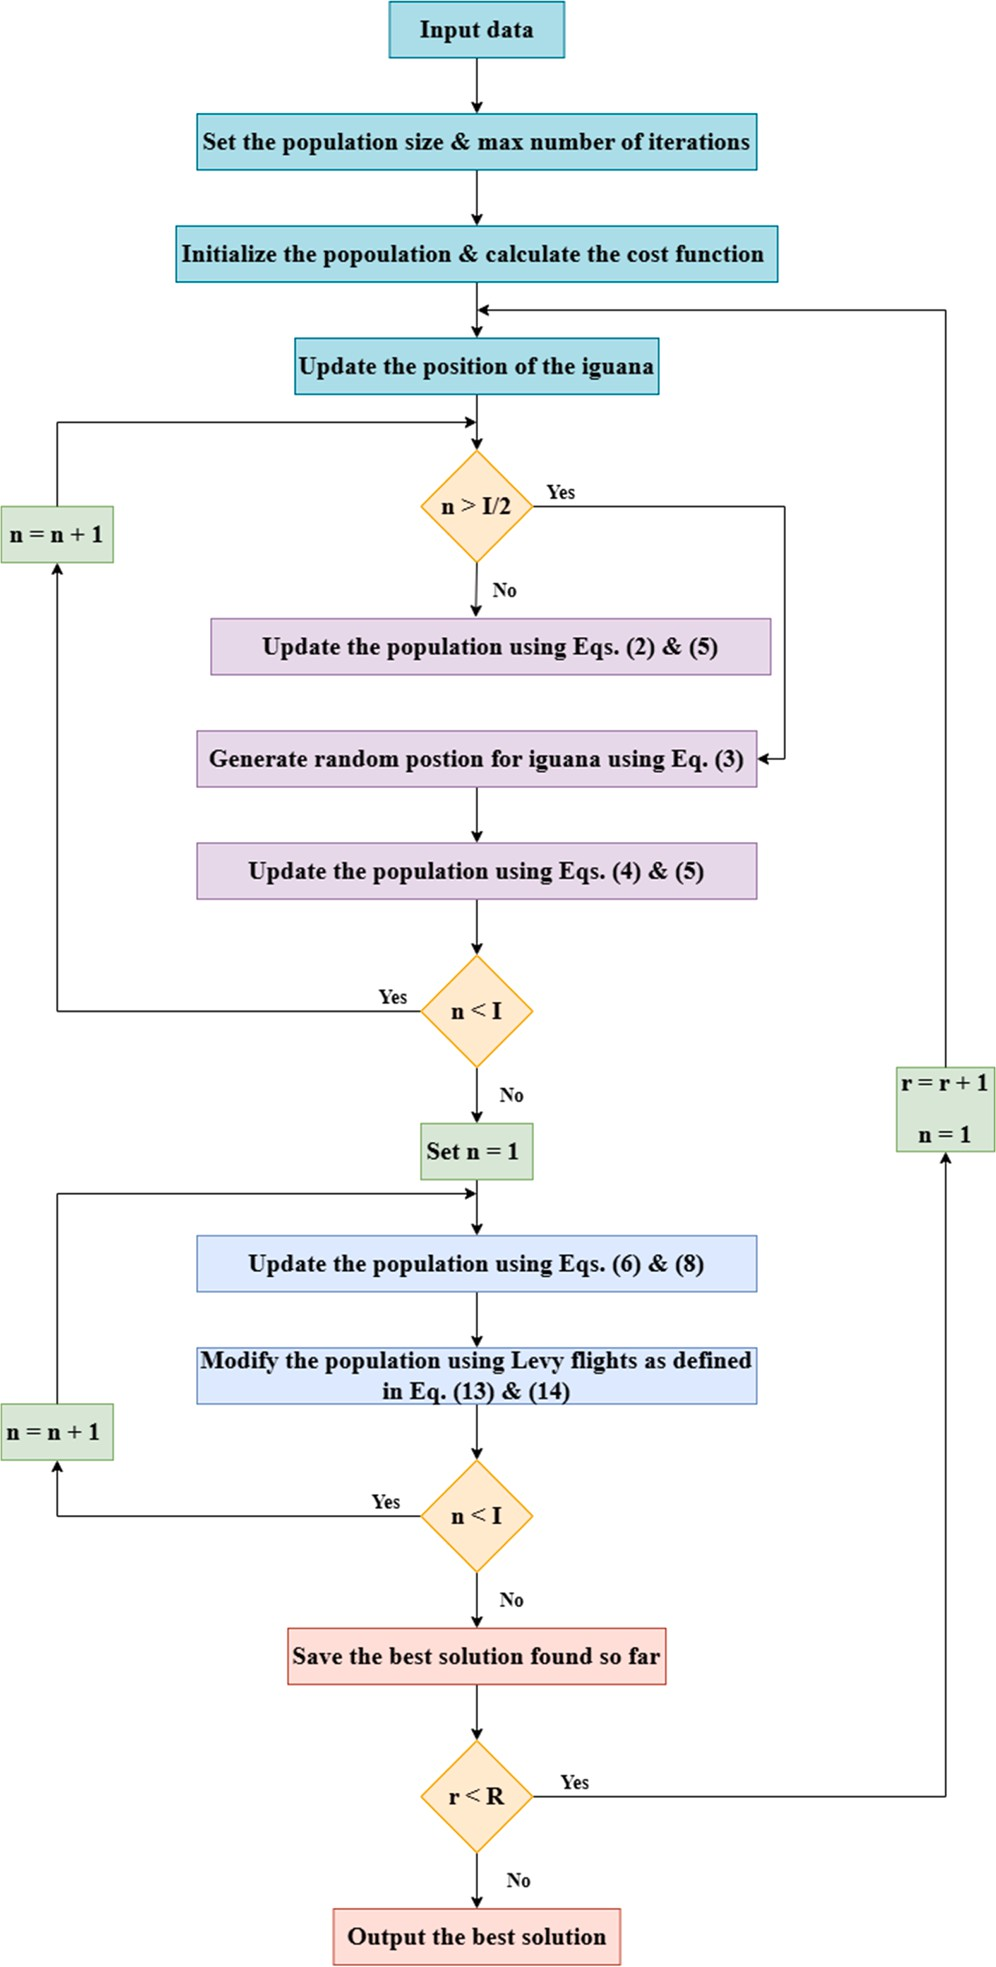 Input data
Set the population size & max number of iterations
Initialize the popoulation & calculate the cost function
Update the position of the iguana
n > I/2
Yes
n = n + 1
No
Update the population using Eqs. (2) & (5)
Generate random postion for iguana using Eq. (3)
Update the population using Eqs. (4) & (5)
Yes
n < I
No
r = r + 1
n = 1
Set n = 1
Update the population using Eqs. (6) & (8)
Modify the population using Levy flights as defined
in Eq. (13) & (14)
n = n + 1
Yes
n < I
No
Save the best solution found so far
r < R
Yes
No
Output the best solution